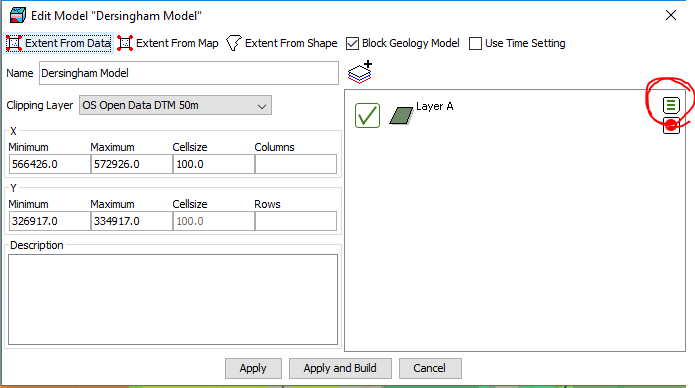 Edit Model "Dersingham Model"
Extent From Data Extent From Map Extent From Shape Block Geology Model Use Time Setting
Name Dersingham Model
Clipping Layer OS Open Data DTM 50m
Layer A
X
Minimum Maximum Cellsize Columns
566426.0 572926.0 100.0
Y
Minimum Maximum Cellsize Rows
326917.0 334917.0 100.0
Description
Apply Apply and Build Cancel